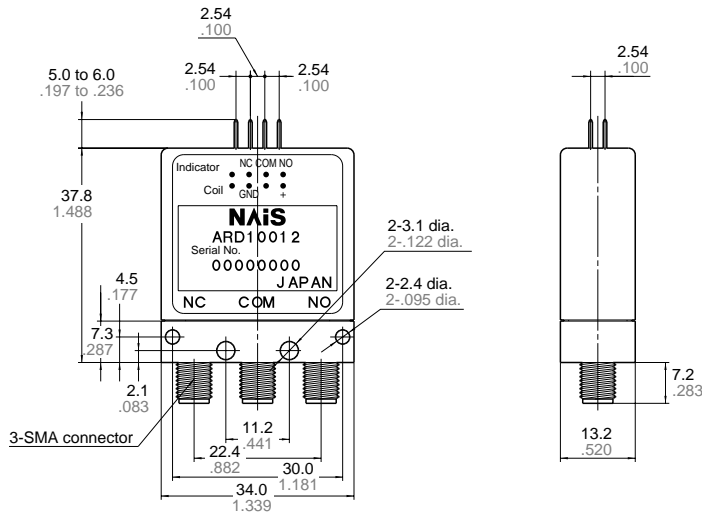 2.54
.100
5.0 to 6.0
.197 to .236
2.54
.100
2.54
.100
2.54
.100
Indicator NC COM NO
Coil GND +
37.8
1.488
NAiS
ARD10012
Serial No.
00000000
JAPAN
NC COM NO
2-3.1 dia.
2-.122 dia.
4.5
.177
2-2.4 dia.
2-.095 dia.
7.3
.287
2.1
.083
7.2
.283
3-SMA connector
11.2
.441
22.4
.882
30.0
1.181
34.0
1.339
13.2
.520